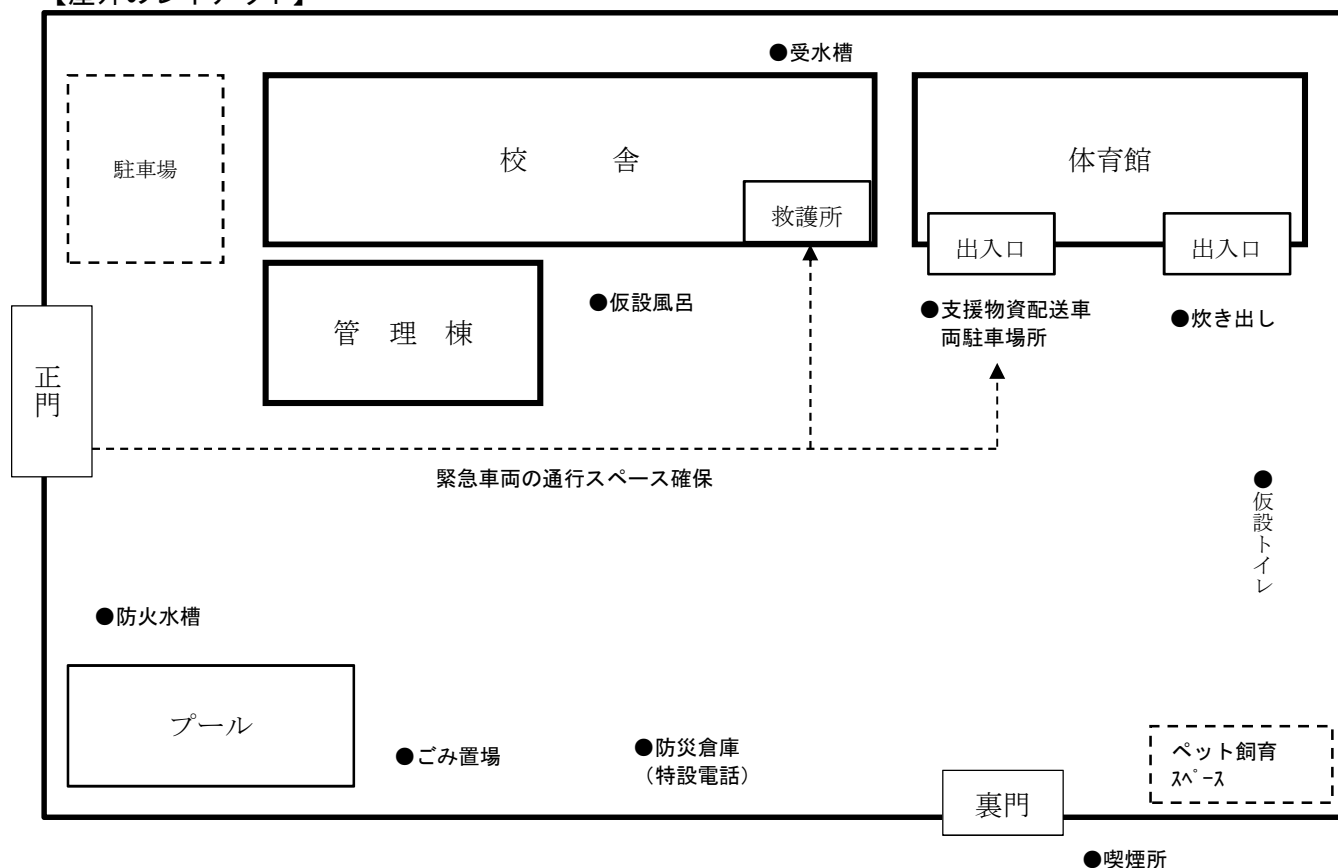 ●受水槽
駐車場
校　　舎
体育館
救護所
出入口
出入口
●仮設風呂
●支援物資配送車
両駐車場所
●炊き出し
管　理　棟
正門
緊急車両の通行スペース確保
●仮設トイレ
●防火水槽
プール
●ごみ置場
●防災倉庫
（特設電話）
ペット飼育
ｽﾍﾟｰｽ
裏門
●喫煙所